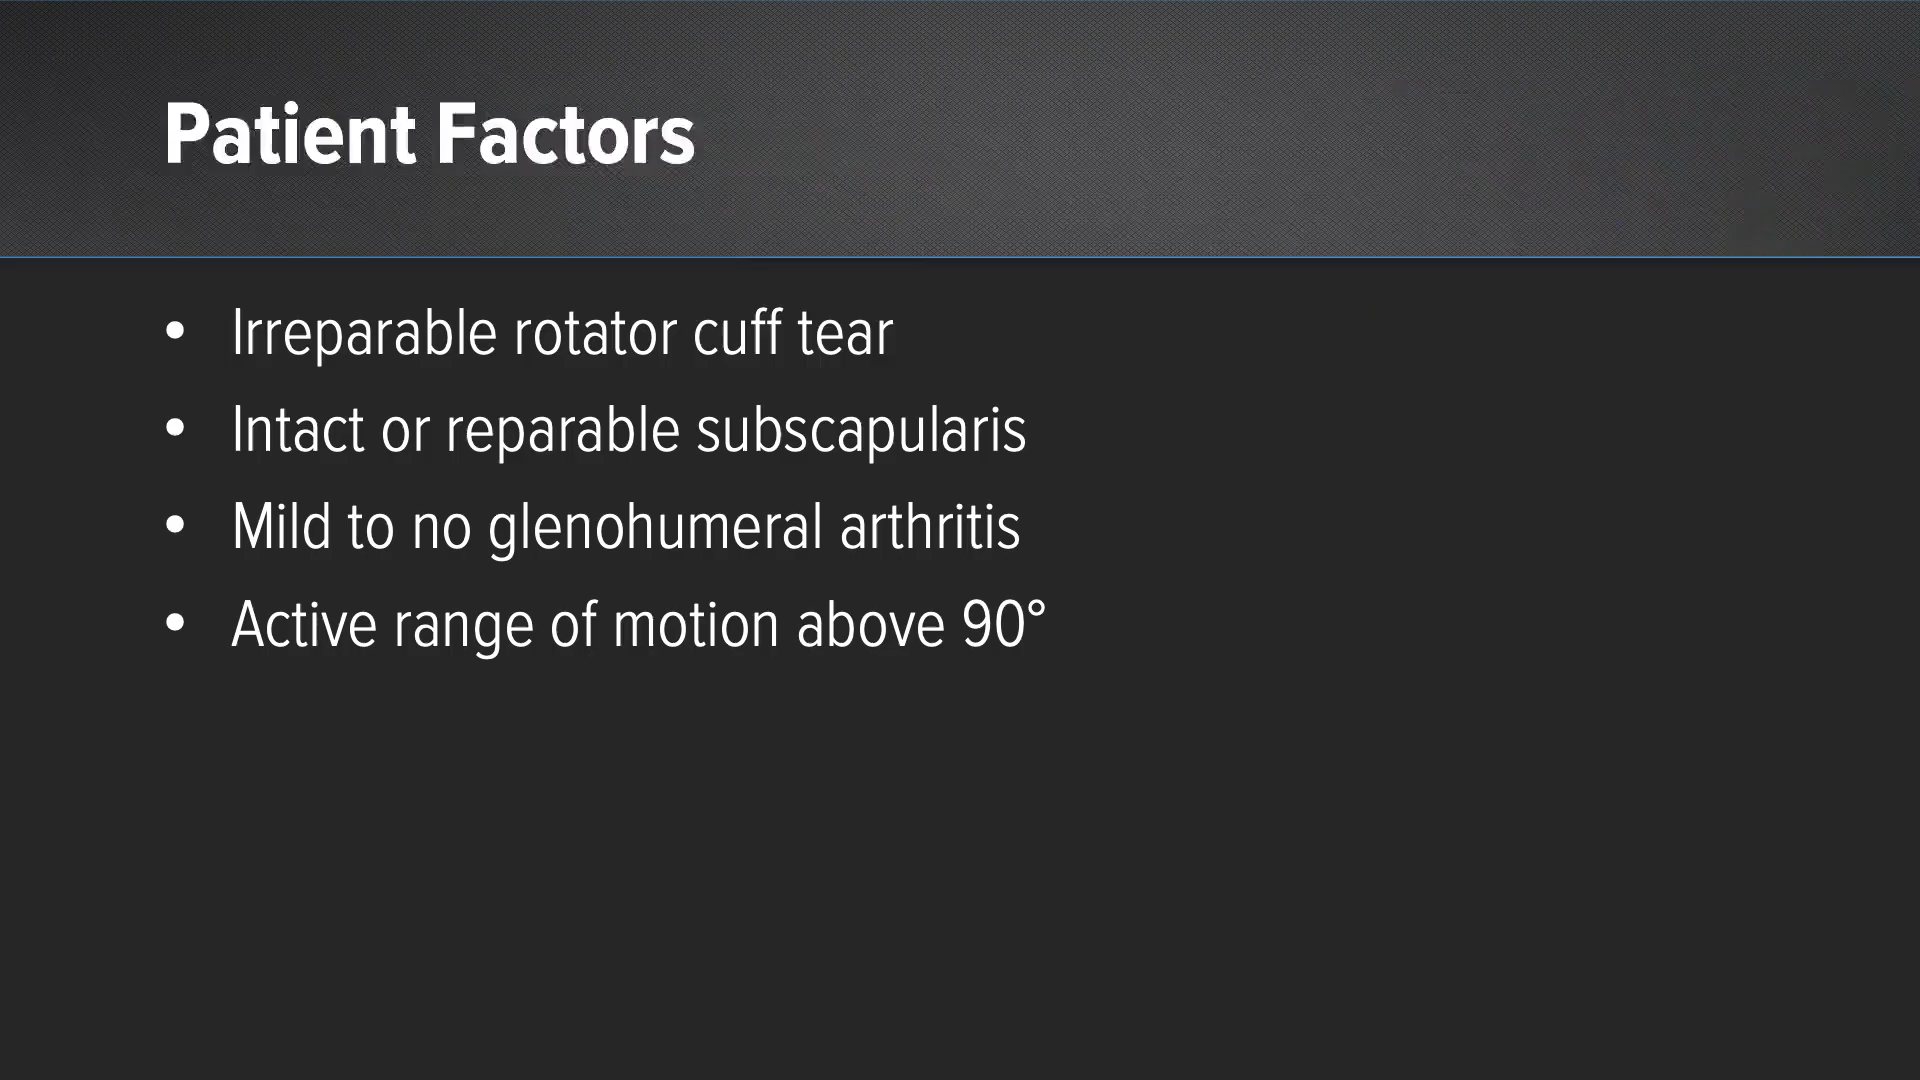 Patient Factors
• Irreparable rotator cuff tear
• Intact or reparable subscapularis
• Mild to no glenohumeral arthritis
• Active range of motion above 90°